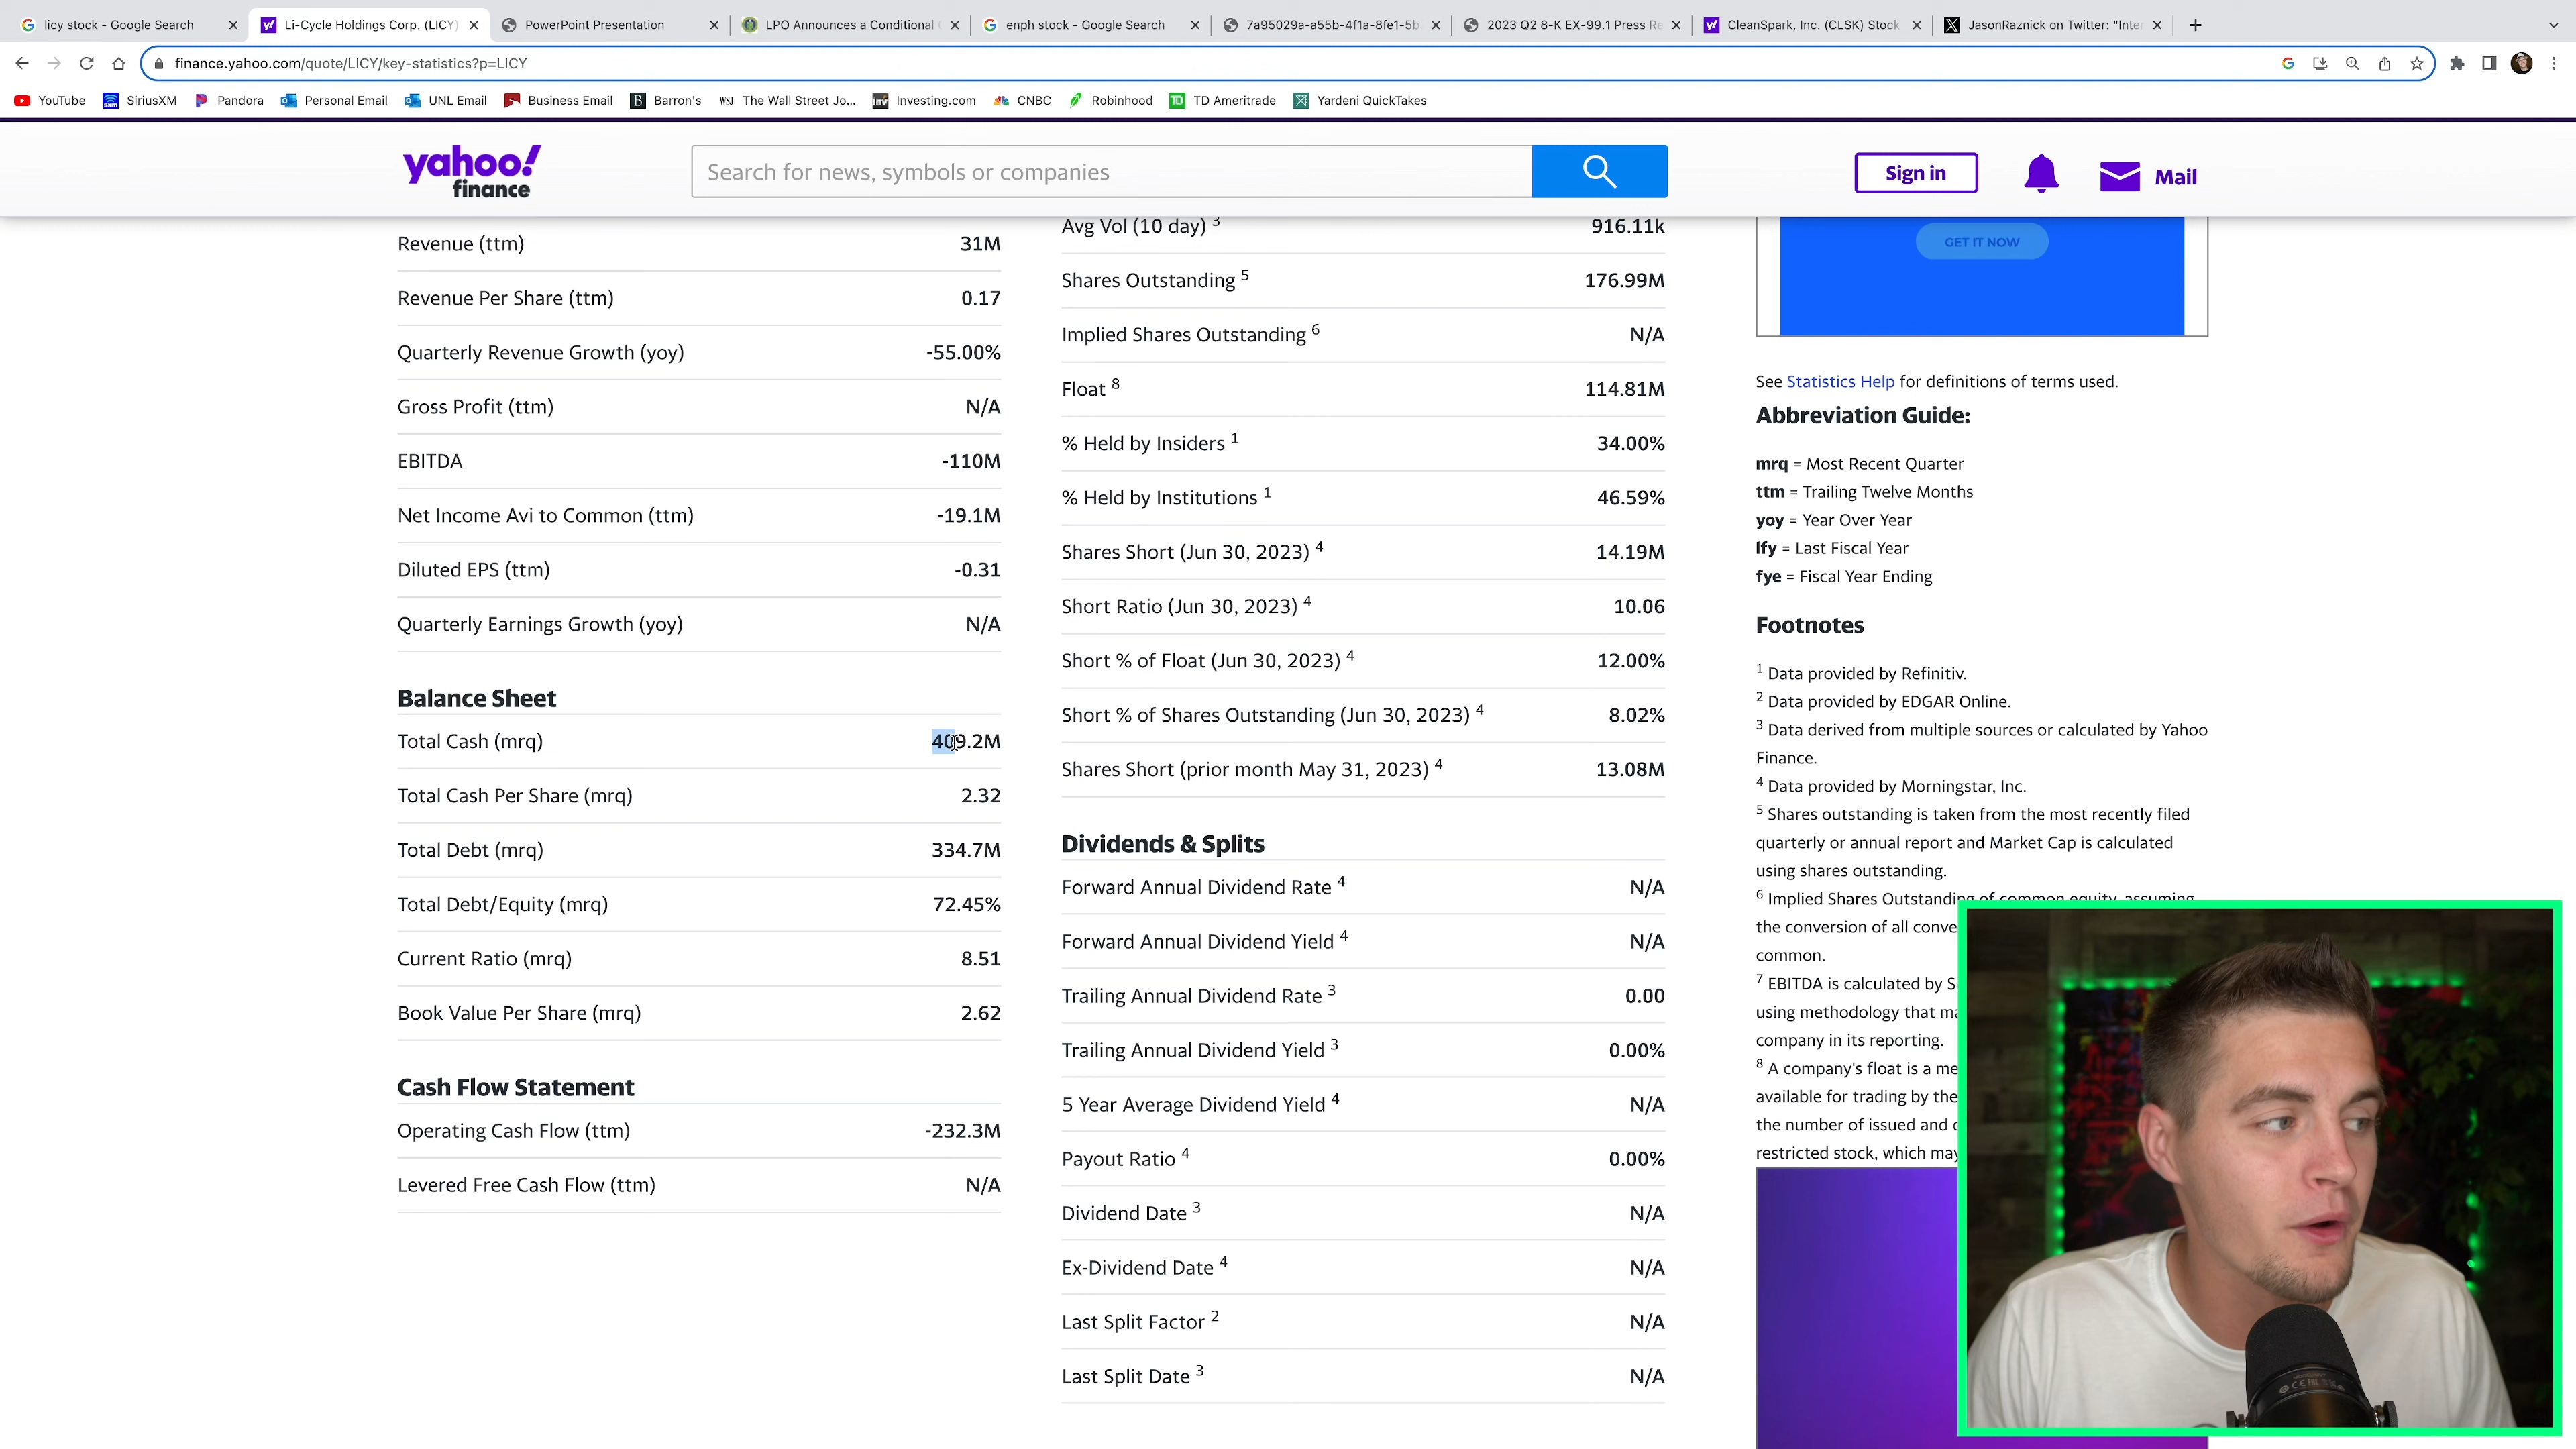 licy stock - Google Search
Li-Cycle Holdings Corp. (LICY)
PowerPoint Presentation
LPO Announces a Conditional
enph stock - Google Search
7a95029a-a55b-4f1a-8fe1-5b
2023 Q2 8-K EX-99.1 Press Re
CleanSpark, Inc. (CLSK) Stock
JasonRaznick on Twitter: "Inte
finance.yahoo.com/quote/LICY/key-statistics?p=LICY
YouTube
SiriusXM
Pandora
Personal Email
UNL Email
Business Email
Barron's
The Wall Street Jo...
Investing.com
CNBC
Robinhood
TD Ameritrade
Yardeni QuickTakes
yahoo!
finance
Search for news, symbols or companies
Sign in
Mail
Revenue (ttm) 31M
Revenue Per Share (ttm) 0.17
Quarterly Revenue Growth (yoy) -55.00%
Gross Profit (ttm) N/A
EBITDA -110M
Net Income Avi to Common (ttm) -19.1M
Diluted EPS (ttm) -0.31
Quarterly Earnings Growth (yoy) N/A
Balance Sheet
Total Cash (mrq) 409.2M
Total Cash Per Share (mrq) 2.32
Total Debt (mrq) 334.7M
Total Debt/Equity (mrq) 72.45%
Current Ratio (mrq) 8.51
Book Value Per Share (mrq) 2.62
Cash Flow Statement
Operating Cash Flow (ttm) -232.3M
Levered Free Cash Flow (ttm) N/A
Avg Vol (10 day) 3 916.11k
Shares Outstanding 5 176.99M
Implied Shares Outstanding 6 N/A
Float 8 114.81M
% Held by Insiders 1 34.00%
% Held by Institutions 1 46.59%
Shares Short (Jun 30, 2023) 4 14.19M
Short Ratio (Jun 30, 2023) 4 10.06
Short % of Float (Jun 30, 2023) 4 12.00%
Short % of Shares Outstanding (Jun 30, 2023) 4 8.02%
Shares Short (prior month May 31, 2023) 4 13.08M
Dividends & Splits
Forward Annual Dividend Rate 4 N/A
Forward Annual Dividend Yield 4 N/A
Trailing Annual Dividend Rate 3 0.00
Trailing Annual Dividend Yield 3 0.00%
5 Year Average Dividend Yield 4 N/A
Payout Ratio 4 0.00%
Dividend Date 3 N/A
Ex-Dividend Date 4 N/A
Last Split Factor 2 N/A
Last Split Date 3 N/A
GET IT NOW
See Statistics Help for definitions of terms used.
Abbreviation Guide:
mrq = Most Recent Quarter
ttm = Trailing Twelve Months
yoy = Year Over Year
lfy = Last Fiscal Year
fye = Fiscal Year Ending
Footnotes
1 Data provided by Refinitiv.
2 Data provided by EDGAR Online.
3 Data derived from multiple sources or calculated by Yahoo
Finance.
4 Data provided by Morningstar, Inc.
5 Shares outstanding is taken from the most recently filed
quarterly or annual report and Market Cap is calculated
using shares outstanding.
6 Implied Shares Outstanding of common equity, assuming
the conversion of all conve
common.
7 EBITDA is calculated by S
using methodology that ma
company in its reporting.
8 A company's float is a me
available for trading by the
the number of issued and
restricted stock, which may